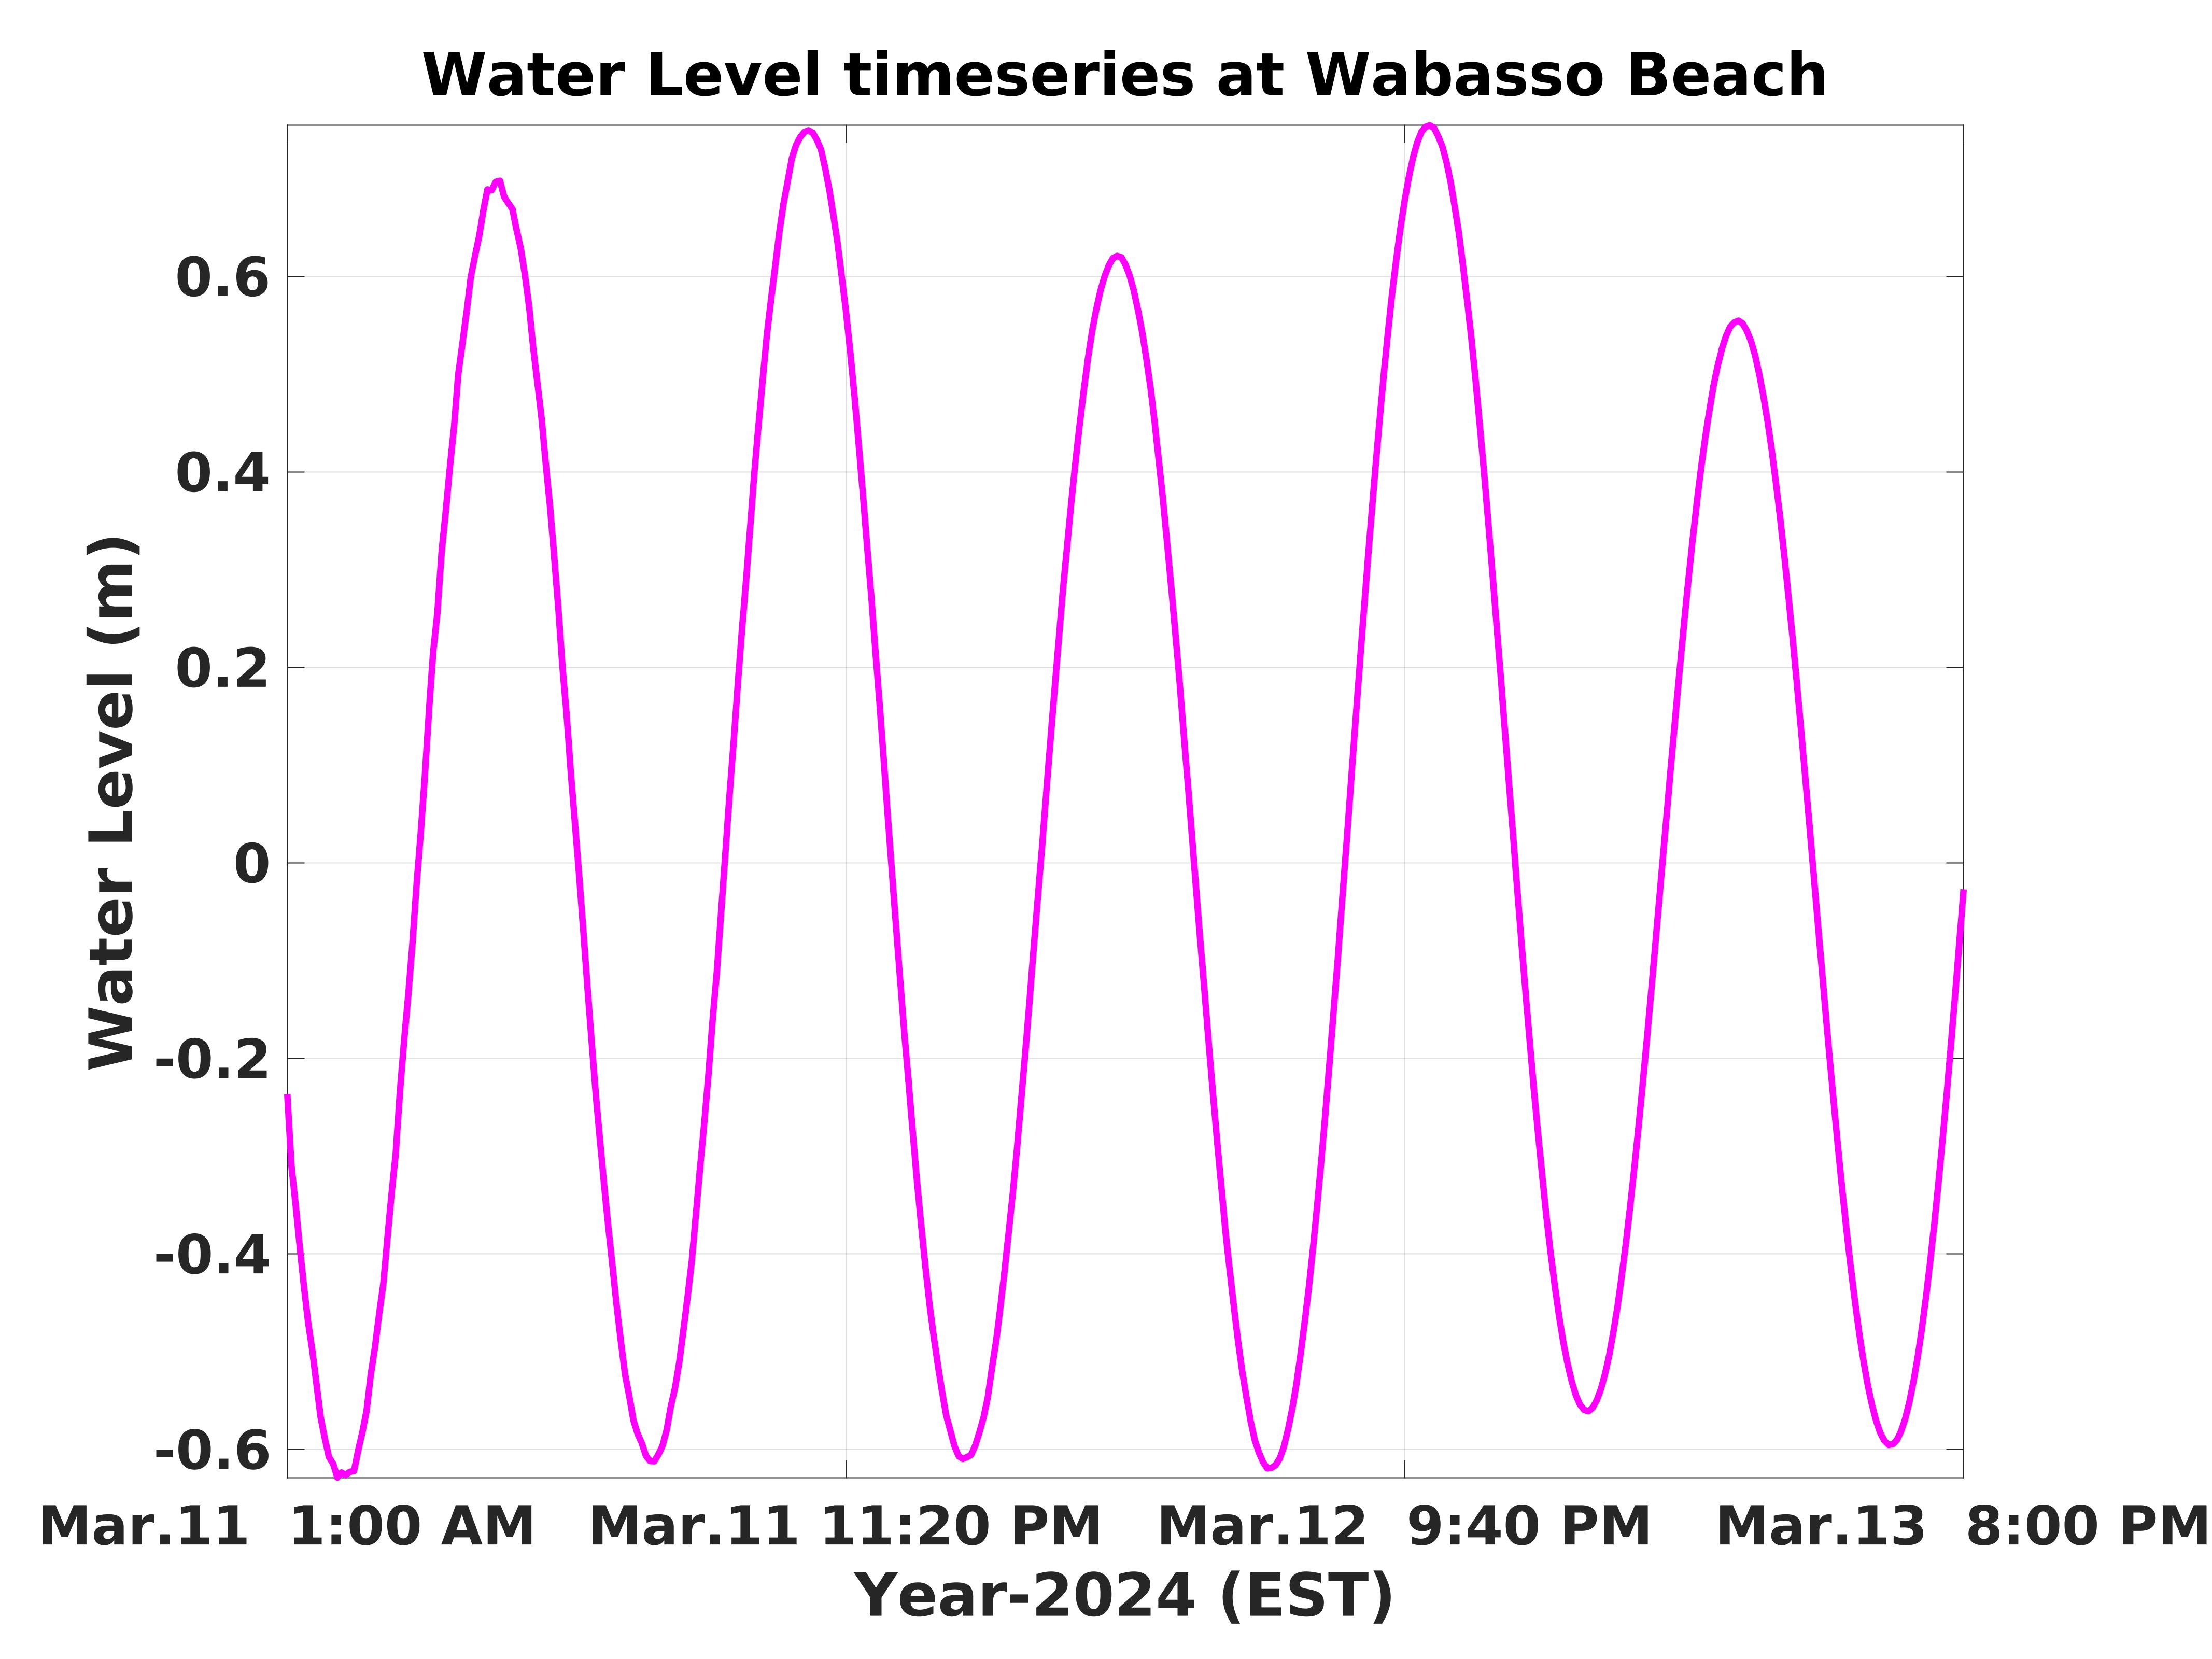 Water Level timeseries at Wabasso Beach
Water Level (m)
0.6
0.4
0.2
0
-0.2
-0.4
-0.6
Mar.11  1:00 AM Mar.11 11:20 PM Mar.12  9:40 PM Mar.13  8:00 PM
Year-2024 (EST)